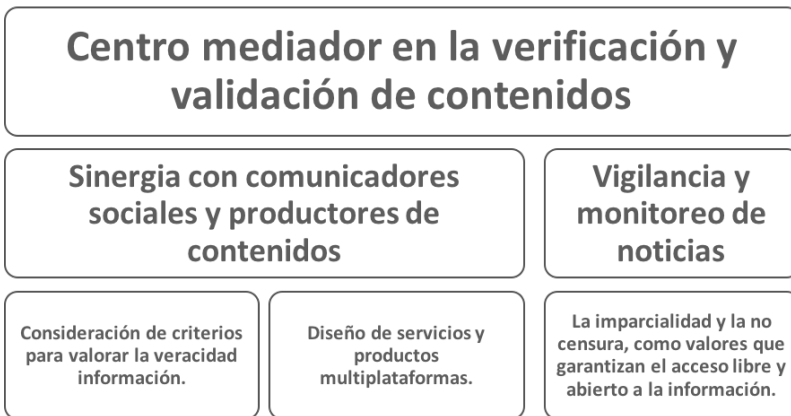 Centro mediador en la verificación y
validación de contenidos
Sinergia con comunicadores
sociales y productores de
contenidos
Vigilancia y
monitoreo de
noticias
Consideración de criterios
para valorar la veracidad
información.
Diseño de servicios y
productos
multiplataformas.
La imparcialidad y la no
censura, como valores que
garantizan el acceso libre y
abierto a la información.